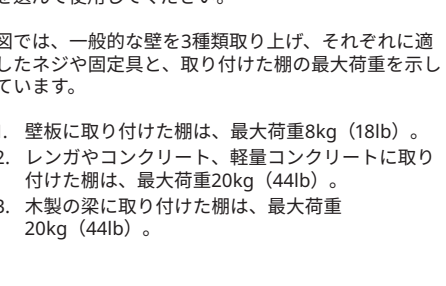 を選んで使用してください。
図では、一般的な壁を3種類取り上げ、それぞれに適
したネジや固定具と、取り付けた棚の最大荷重を示し
ています。
1. 壁板に取り付けた棚は、最大荷重8kg（18lb）。
2. レンガやコンクリート、軽量コンクリートに取り
付けた棚は、最大荷重20kg（44lb）。
3. 木製の梁に取り付けた棚は、最大荷重
20kg（44lb）。